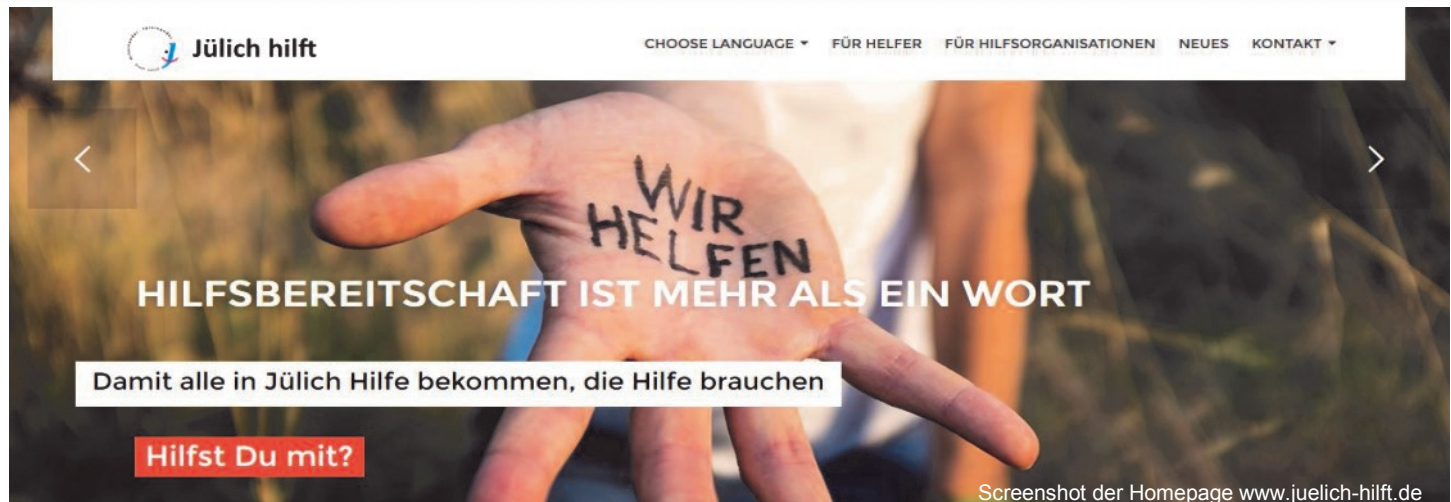 Jülich hilft
CHOOSE LANGUAGE FÜR HELFER FÜR HILFSORGANISATIONEN NEUES KONTAKT
WIR
HELFEN
HILFSBEREITSCHAFT IST MEHR ALS EIN WORT
Damit alle in Jülich Hilfe bekommen, die Hilfe brauchen
Hilfst Du mit?
Screenshot der Homepage www.juelich-hilft.de